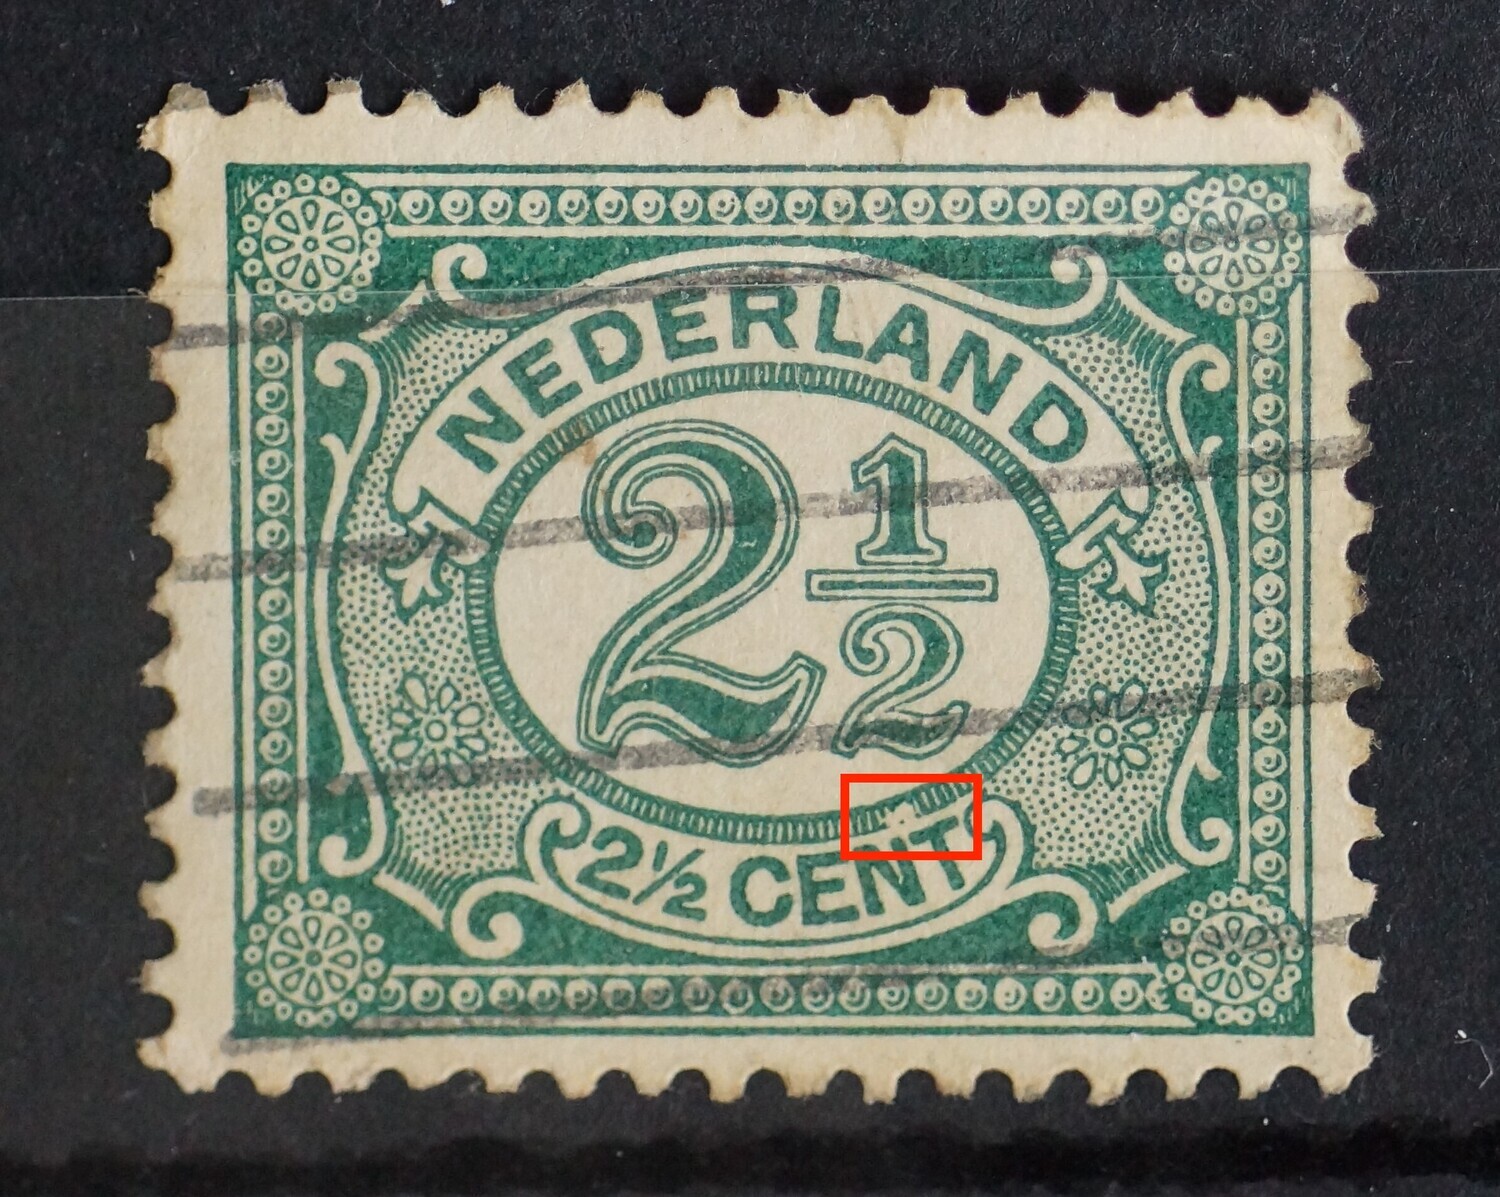 NEDERLAND
2 1/2
2½ CENT